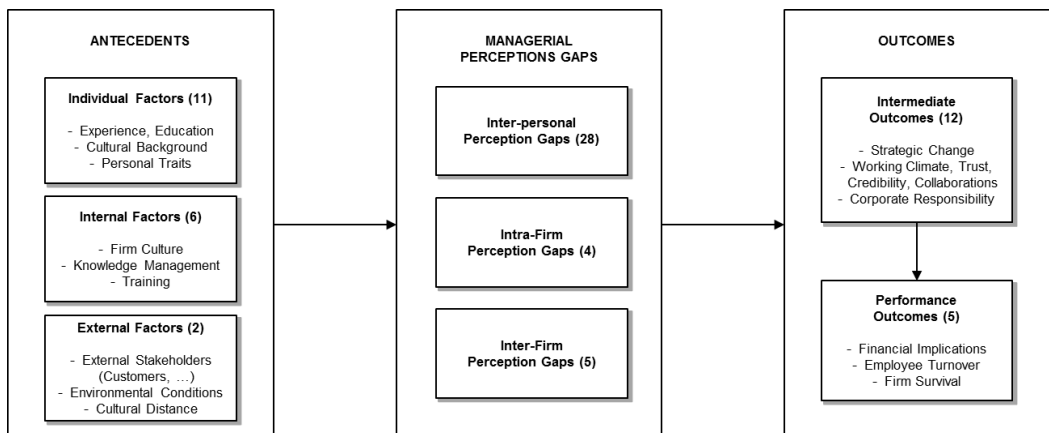 ANTECEDENTS
Individual Factors (11)
- Experience, Education
- Cultural Background
- Personal Traits
Internal Factors (6)
- Firm Culture
- Knowledge Management
- Training
External Factors (2)
- External Stakeholders
(Customers, …)
- Environmental Conditions
- Cultural Distance
MANAGERIAL
PERCEPTIONS GAPS
Inter-personal
Perception Gaps (28)
Intra-Firm
Perception Gaps (4)
Inter-Firm
Perception Gaps (5)
OUTCOMES
Intermediate
Outcomes (12)
- Strategic Change
- Working Climate, Trust,
Credibility, Collaborations
- Corporate Responsibility
Performance
Outcomes (5)
- Financial Implications
- Employee Turnover
- Firm Survival